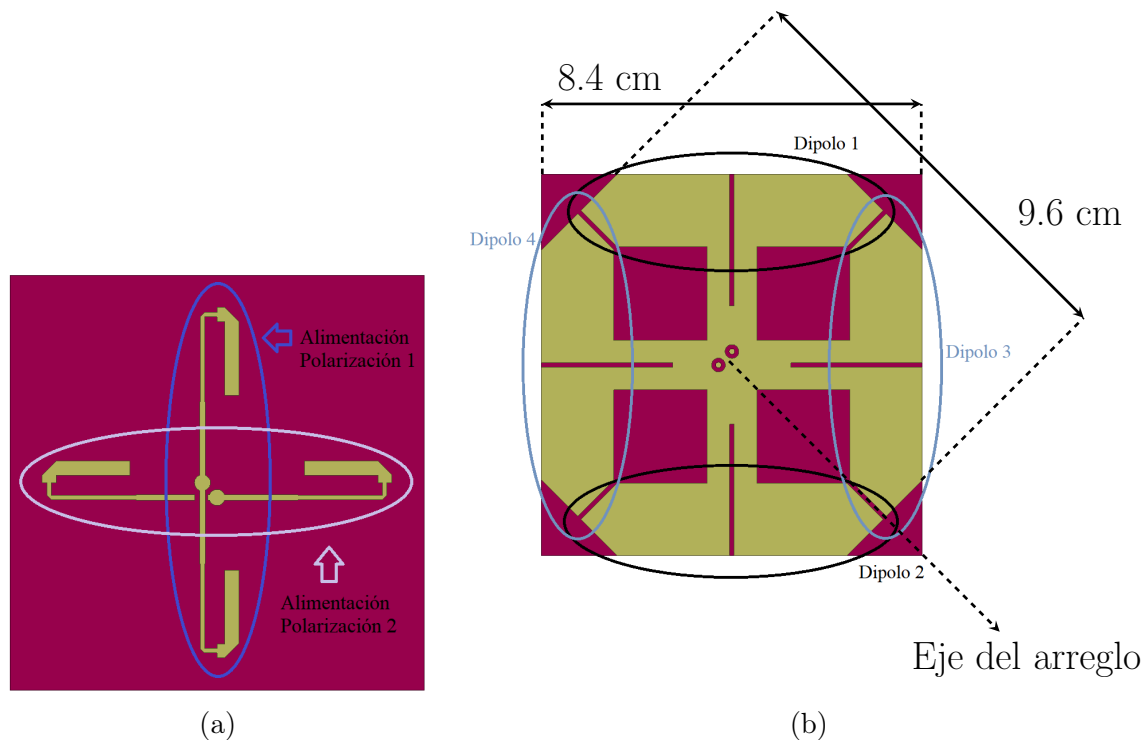 Alimentación
Polarización 1
Alimentación
Polarización 2
(a)
8.4 cm
9.6 cm
Dipolo 1
Dipolo 4
Dipolo 3
Dipolo 2
Eje del arreglo
(b)